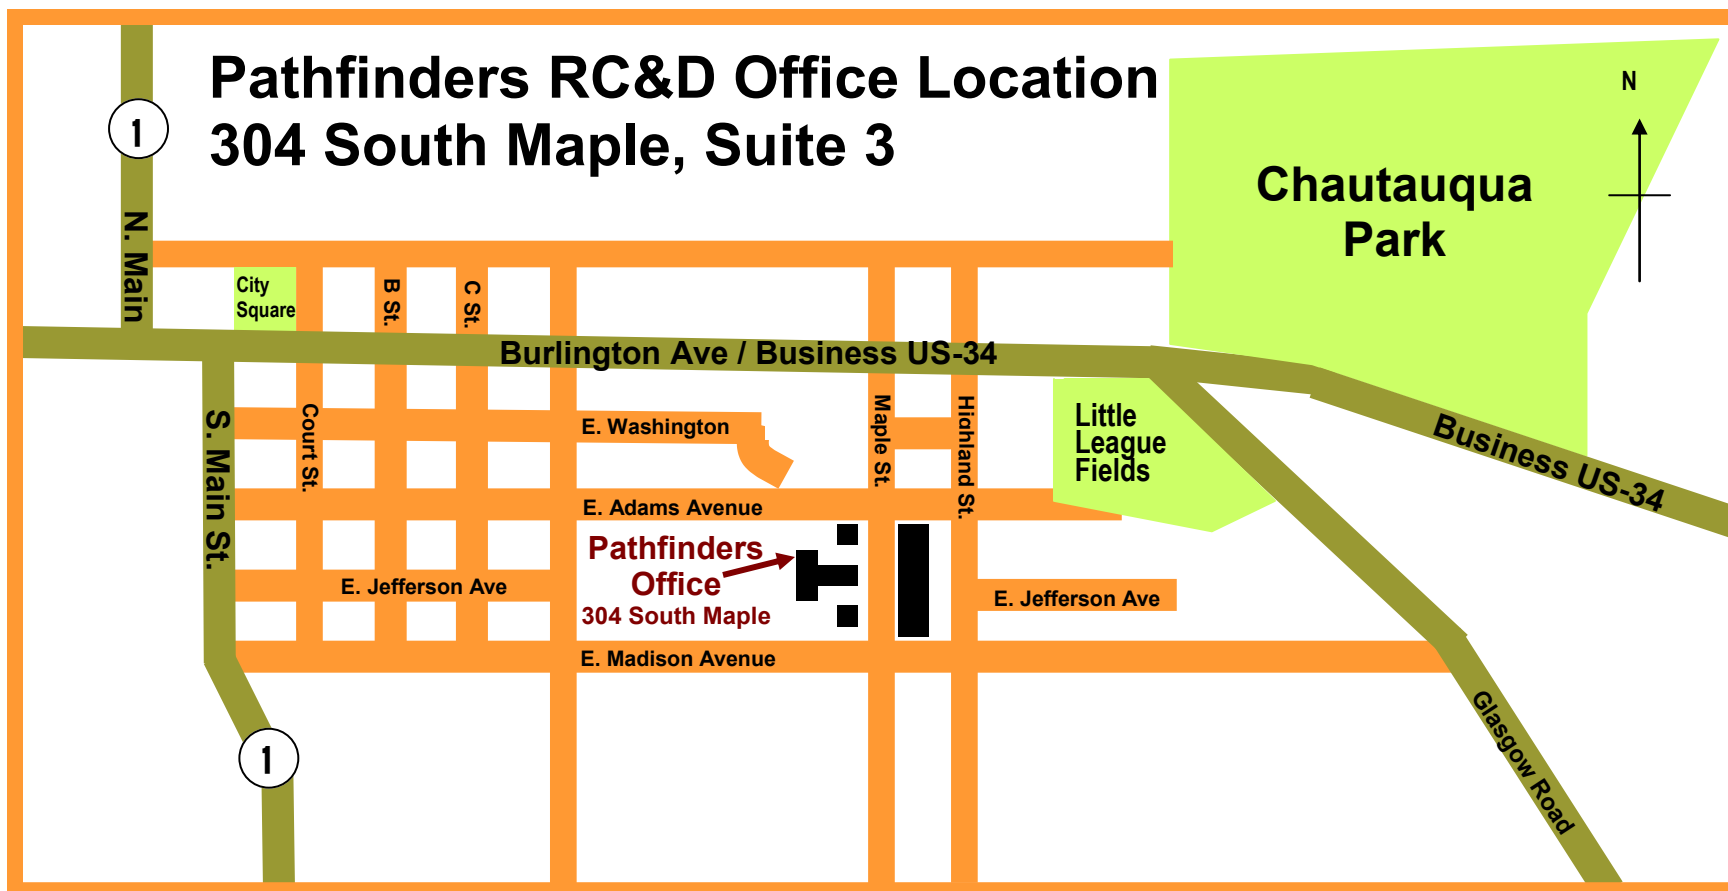 Pathfinders RC&D Office Location
304 South Maple, Suite 3
N
1
Chautauqua
Park
N. Main
City
Square
B St.
C St.
Burlington Ave / Business US-34
S. Main St.
Court St.
E. Washington
Maple St.
Highland St.
Little
League
Fields
Business US-34
E. Adams Avenue
Pathfinders
Office
304 South Maple
E. Jefferson Ave
E. Jefferson Ave
E. Madison Avenue
1
Glasgow Road